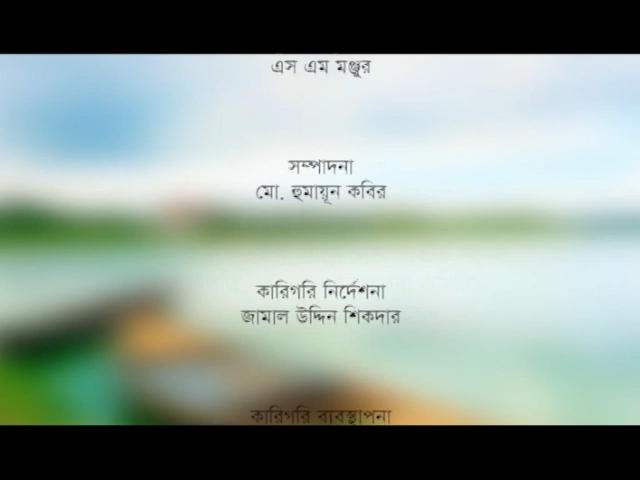 এস এম মঞ্জুর
সম্পাদনা
মো. হুমায়ূন কবির
কারিগরি নির্দেশনা
জামাল উদ্দিন শিকদার
কারিগরি ব্যবস্থাপনা